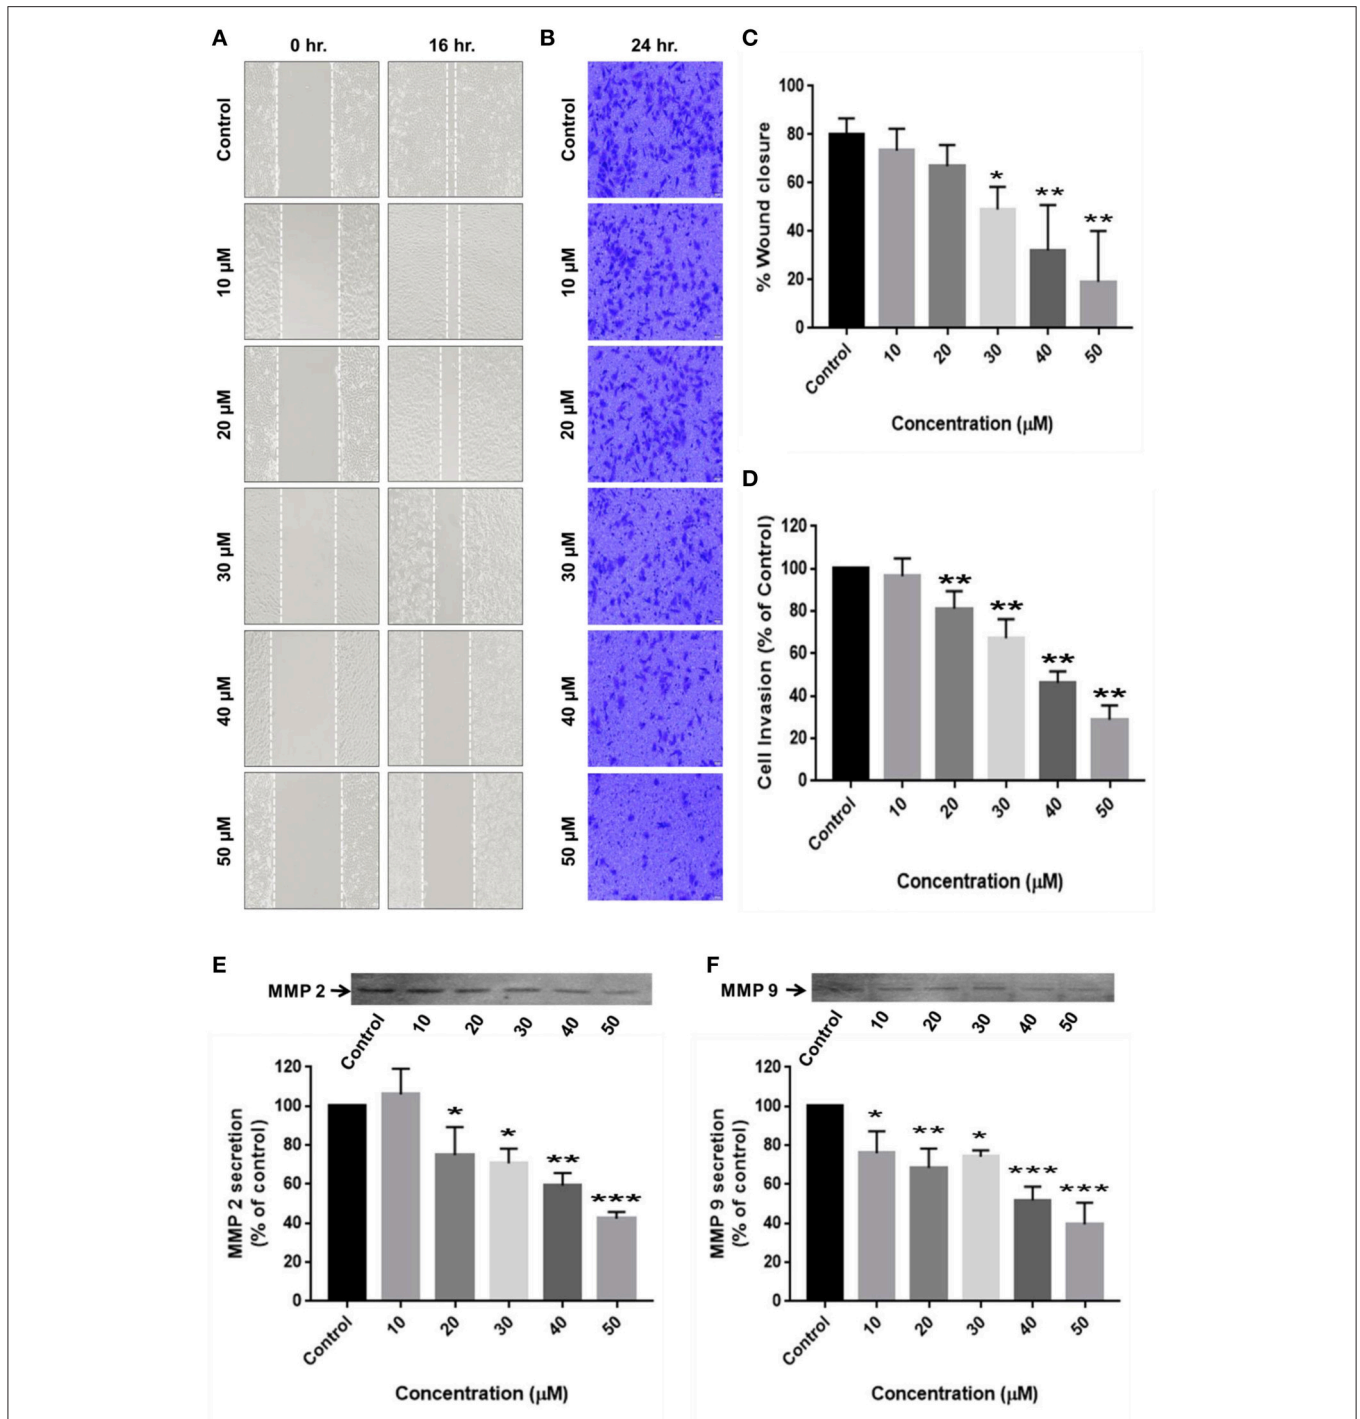 A
0 hr.
16 hr.
Control
10 µM
20 µM
30 µM
40 µM
50 µM
B
24 hr.
Control
10 µM
20 µM
30 µM
40 µM
50 µM
C
% Wound closure
100
80
60
40
20
0
*
**
**
Control
10
20
30
40
50
Concentration (µM)
D
Cell Invasion (% of Control)
120
100
80
60
40
20
0
**
**
**
**
Control
10
20
30
40
50
Concentration (µM)
E
MMP 2
Control
10
20
30
40
50
MMP 2 secretion
(% of control)
120
100
80
60
40
20
0
*
*
**
***
Control
10
20
30
40
50
Concentration (µM)
F
MMP 9
Control
10
20
30
40
50
MMP 9 secretion
(% of control)
120
100
80
60
40
20
0
*
**
*
***
***
Control
10
20
30
40
50
Concentration (µM)